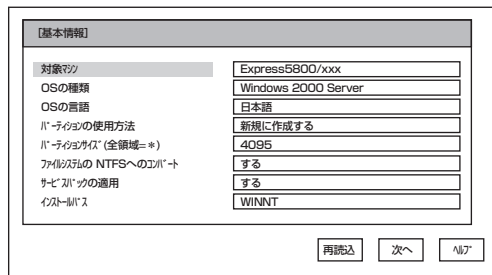 [基本情報]
対象ﾏｼﾝ Express5800/xxx
OSの種類 Windows 2000 Server
OSの言語 日本語
ﾊﾟｰﾃｨｼｮﾝの使用方法 新規に作成する
ﾊﾟｰﾃｨｼｮﾝｻｲｽﾞ(全領域=＊) 4095
ﾌｧｲﾙｼｽﾃﾑの NTFSへのｺﾝﾊﾞｰﾄ する
ｻｰﾋﾞｽﾊﾟｯｸの適用 する
ｲﾝｽﾄｰﾙﾊﾟｽ WINNT
再読込 次へ ﾍﾙﾌﾟ